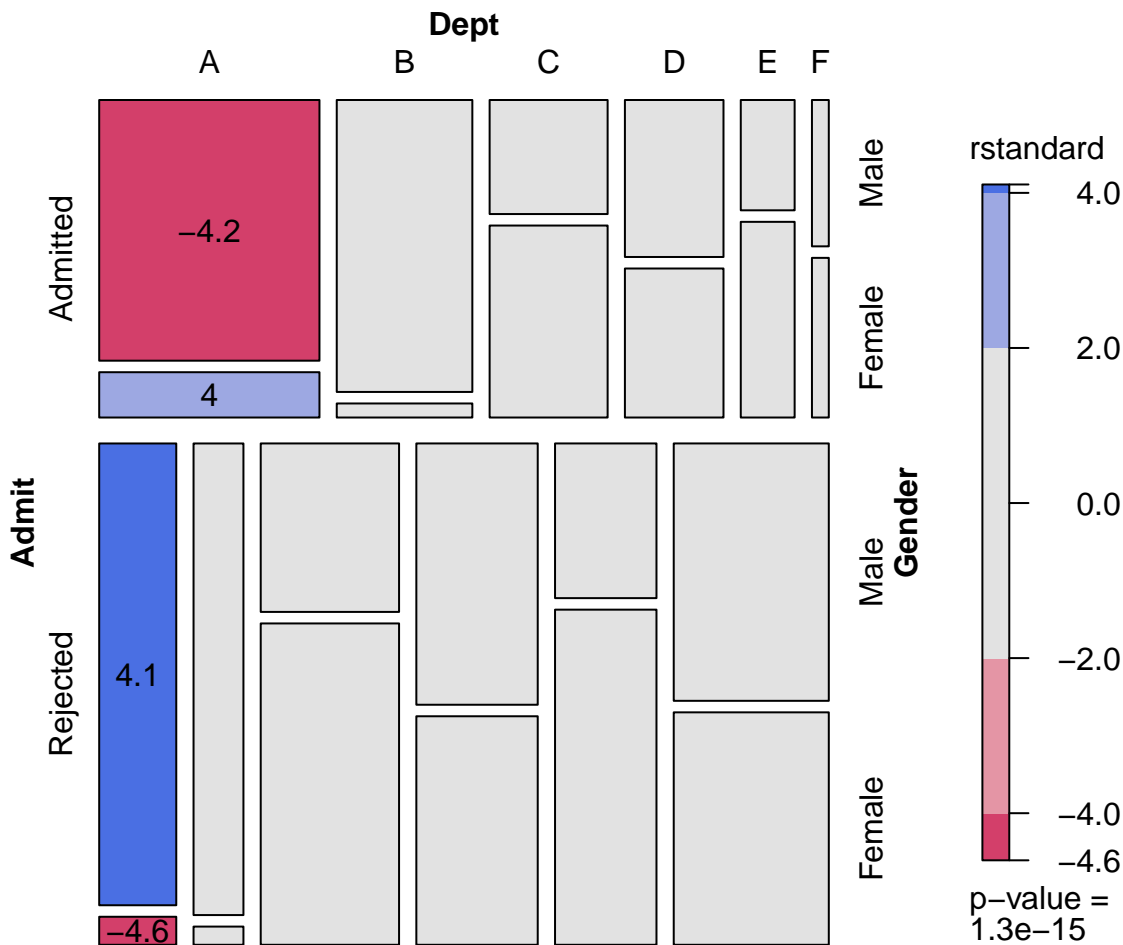 Dept
A B C D E F
Admitted
−4.2
4
Male
Female
Admit
Rejected
4.1
−4.6
Male
Female
Gender
rstandard
4.0
2.0
0.0
−2.0
−4.0
−4.6
p−value =
1.3e−15